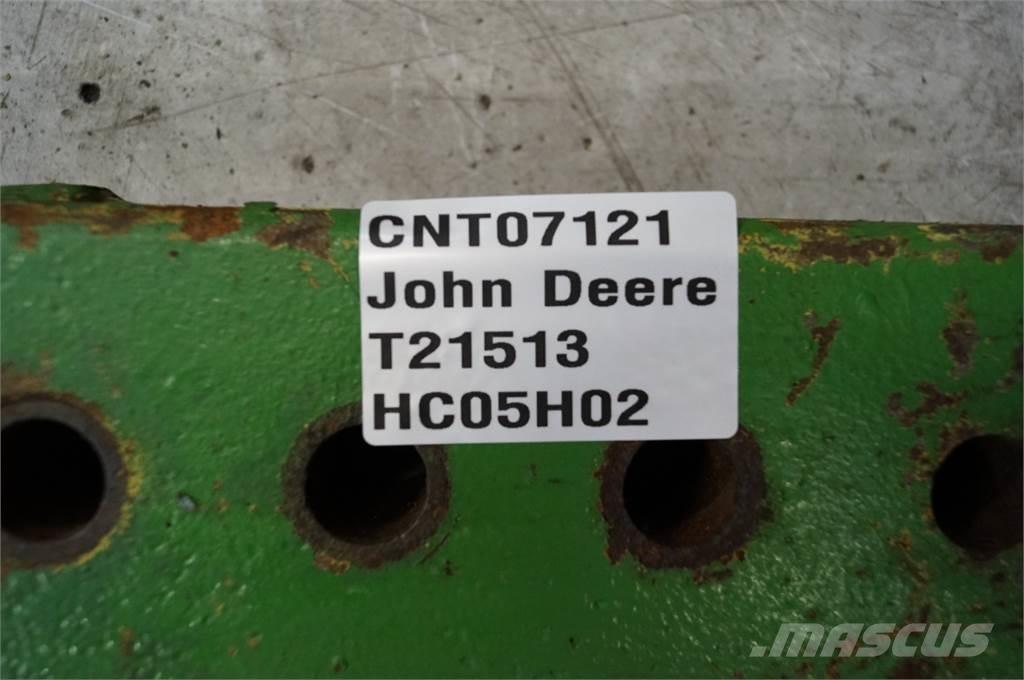 CNT07121
John Deere
T21513
HC05H02
MASCUS